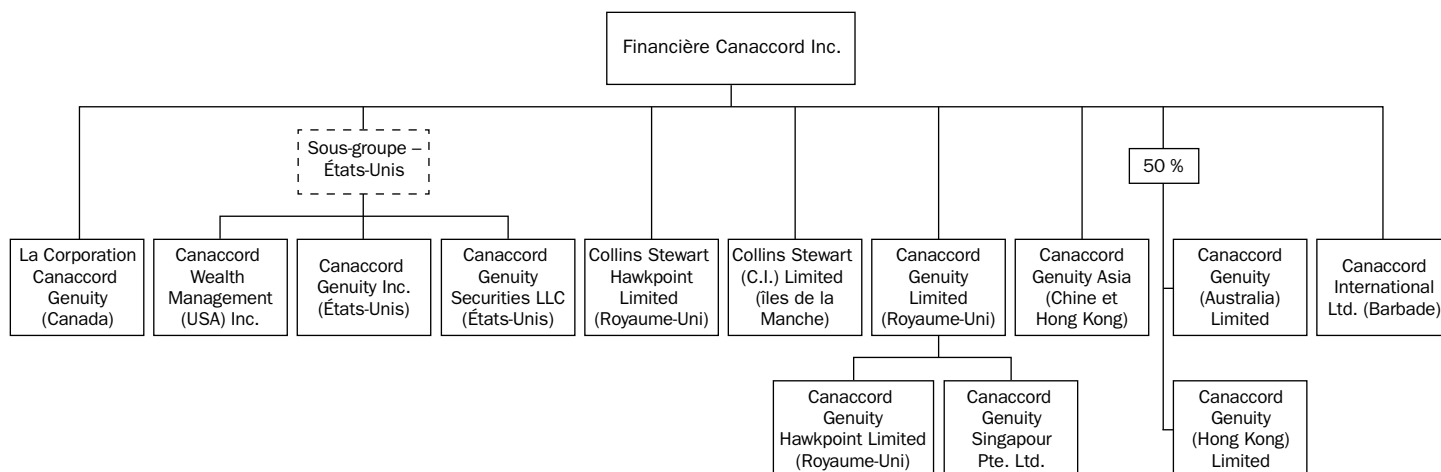 Financière Canaccord Inc.
Sous-groupe –
États-Unis
50 %
La Corporation
Canaccord
Genuity
(Canada)
Canaccord
Wealth
Management
(USA) Inc.
Canaccord
Genuity Inc.
(États-Unis)
Canaccord
Genuity
Securities LLC
(États-Unis)
Collins Stewart
Hawkpoint
Limited
(Royaume-Uni)
Collins Stewart
(C.I.) Limited
(îles de la
Manche)
Canaccord
Genuity
Limited
(Royaume-Uni)
Canaccord
Genuity Asia
(Chine et
Hong Kong)
Canaccord
Genuity
(Australia)
Limited
Canaccord
International
Ltd. (Barbade)
Canaccord
Genuity
Hawkpoint Limited
(Royaume-Uni)
Canaccord
Genuity
Singapour
Pte. Ltd.
Canaccord
Genuity
(Hong Kong)
Limited